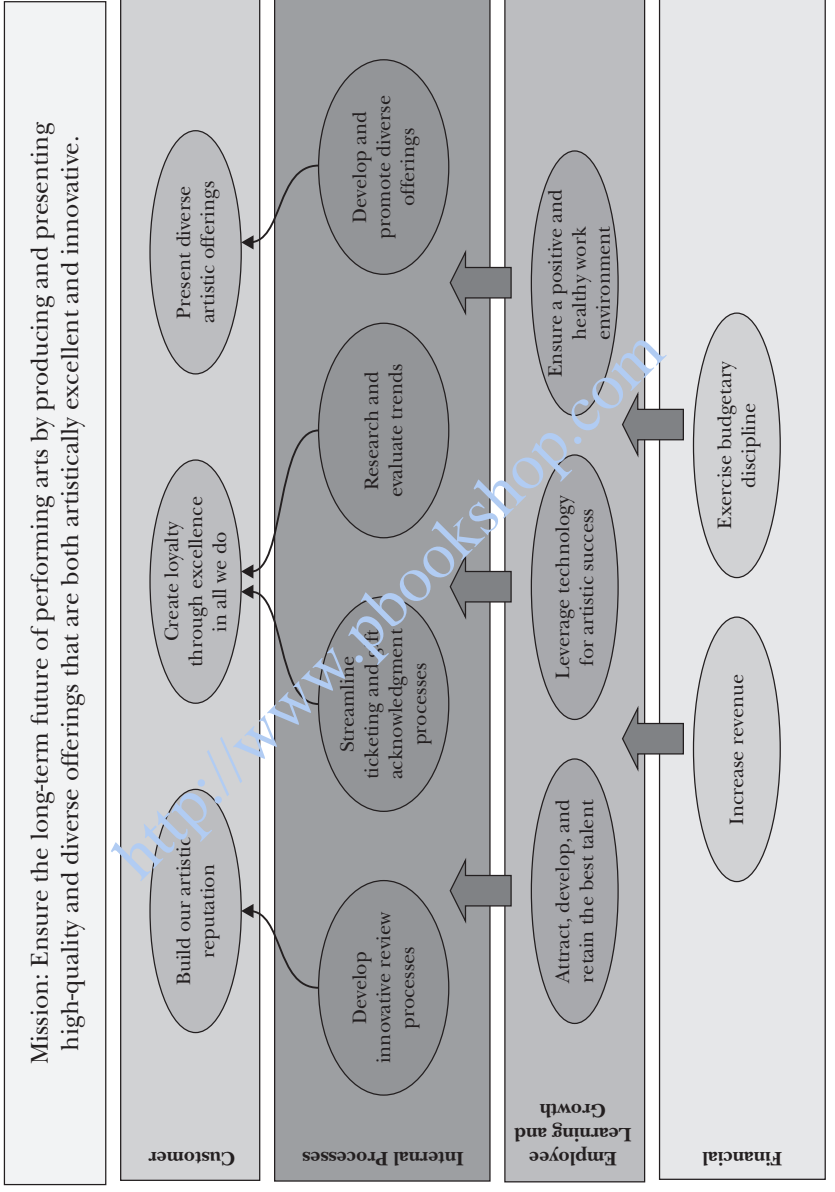 Mission: Ensure the long-term future of performing arts by producing and presenting
high-quality and diverse offerings that are both artistically excellent and innovative.
Customer
Build our artistic
reputation
Create loyalty
through excellence
in all we do
Present diverse
artistic offerings
Internal Processes
Develop
innovative review
processes
Streamline
ticketing and gift
acknowledgment
processes
Research and
evaluate trends
Develop and
promote diverse
offerings
Employee
Learning and
Growth
Attract, develop, and
retain the best talent
Leverage technology
for artistic success
Ensure a positive and
healthy work
environment
Financial
Increase revenue
Exercise budgetary
discipline
http://www.pbookshop.com